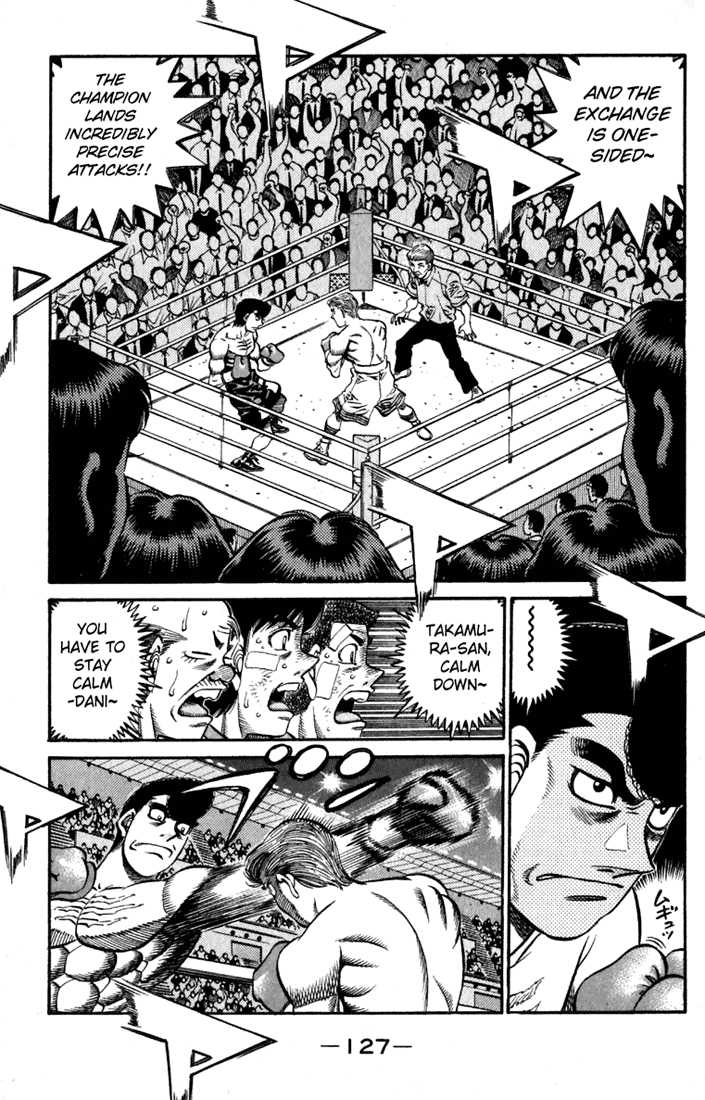 AND THE
EXCHANGE
IS ONE-
SIDED~
THE
CHAMPION
LANDS
INCREDIBLY
PRECISE
ATTACKS!!
TAKAMU-
RA-SAN,
CALM
DOWN~
YOU
HAVE TO
STAY
CALM
-DANI~
ムギュッ
—127—